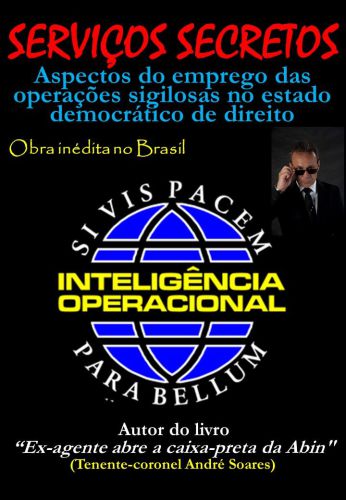 SERVIÇOS SECRETOS
Aspectos do emprego das
operações sigilosas no estado
democrático de direito
Obra inédita no Brasil
SI VIS PACEM
INTELIGÊNCIA
OPERACIONAL
PARA BELLUM
Autor do livro
“Ex-agente abre a caixa-preta da Abin"
(Tenente-coronel André Soares)